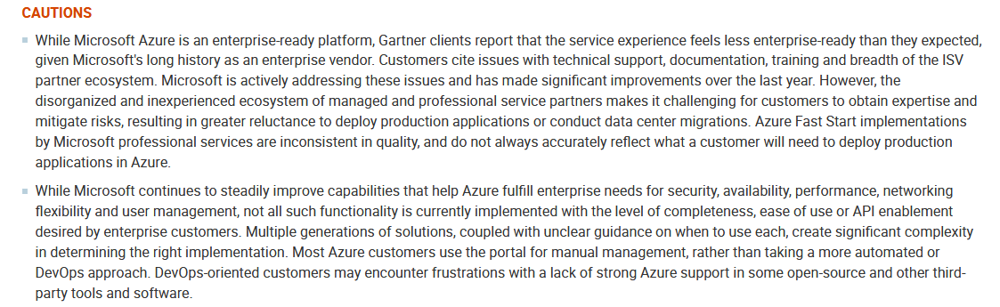 CAUTIONS
While Microsoft Azure is an enterprise-ready platform, Gartner clients report that the service experience feels less enterprise-ready than they expected,
given Microsoft's long history as an enterprise vendor. Customers cite issues with technical support, documentation, training and breadth of the ISV
partner ecosystem. Microsoft is actively addressing these issues and has made significant improvements over the last year. However, the
disorganized and inexperienced ecosystem of managed and professional service partners makes it challenging for customers to obtain expertise and
mitigate risks, resulting in greater reluctance to deploy production applications or conduct data center migrations. Azure Fast Start implementations
by Microsoft professional services are inconsistent in quality, and do not always accurately reflect what a customer will need to deploy production
applications in Azure.
While Microsoft continues to steadily improve capabilities that help Azure fulfill enterprise needs for security, availability, performance, networking
flexibility and user management, not all such functionality is currently implemented with the level of completeness, ease of use or API enablement
desired by enterprise customers. Multiple generations of solutions, coupled with unclear guidance on when to use each, create significant complexity
in determining the right implementation. Most Azure customers use the portal for manual management, rather than taking a more automated or
DevOps approach. DevOps-oriented customers may encounter frustrations with a lack of strong Azure support in some open-source and other third-
party tools and software.